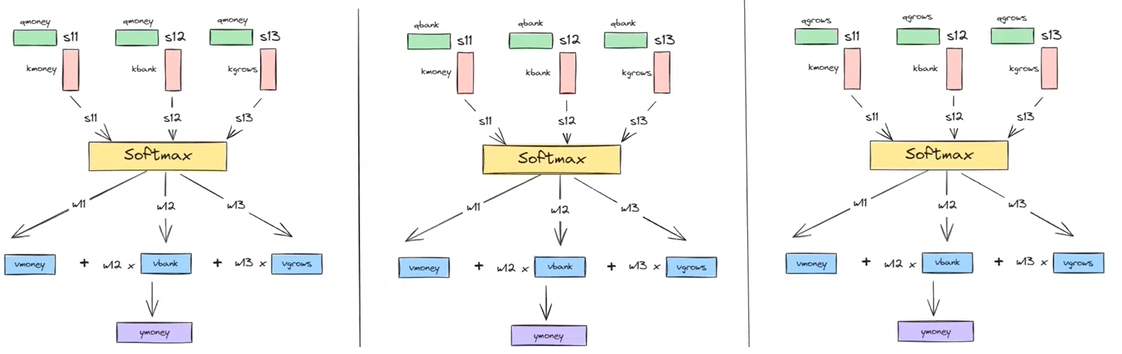 qmoney qmoney qmoney
s11 s12 s13
kmoney kbank kgrows
s11 s12 s13
Softmax
w11 w12 w13
vmoney + w12 x vbank + w13 x vgrows
ymoney
qbank qbank qbank
s11 s12 s13
kmoney kbank kgrows
s11 s12 s13
Softmax
w11 w12 w13
vmoney + w12 x vbank + w13 x vgrows
ymoney
qgrows qgrows qgrows
s11 s12 s13
kmoney kbank kgrows
s11 s12 s13
Softmax
w11 w12 w13
vmoney + w12 x vbank + w13 x vgrows
ymoney